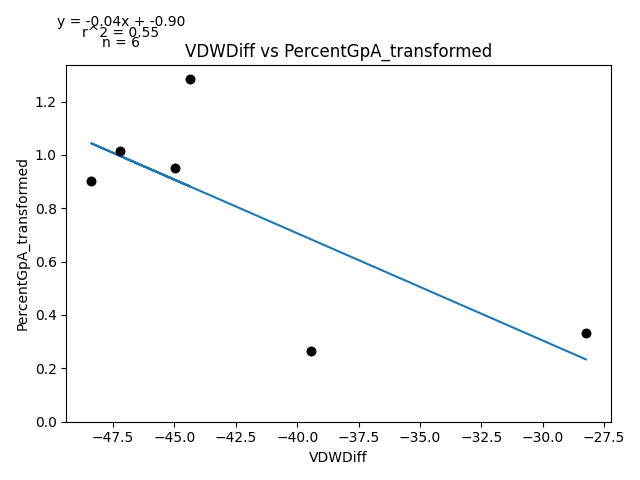 y = -0.04x + -0.90
r^2 = 0.55
n = 6
VDWDiff vs PercentGpA_transformed
PercentGpA_transformed
1.2
1.0
0.8
0.6
0.4
0.2
0.0
−47.5 −45.0 −42.5 −40.0 −37.5 −35.0 −32.5 −30.0 −27.5
VDWDiff